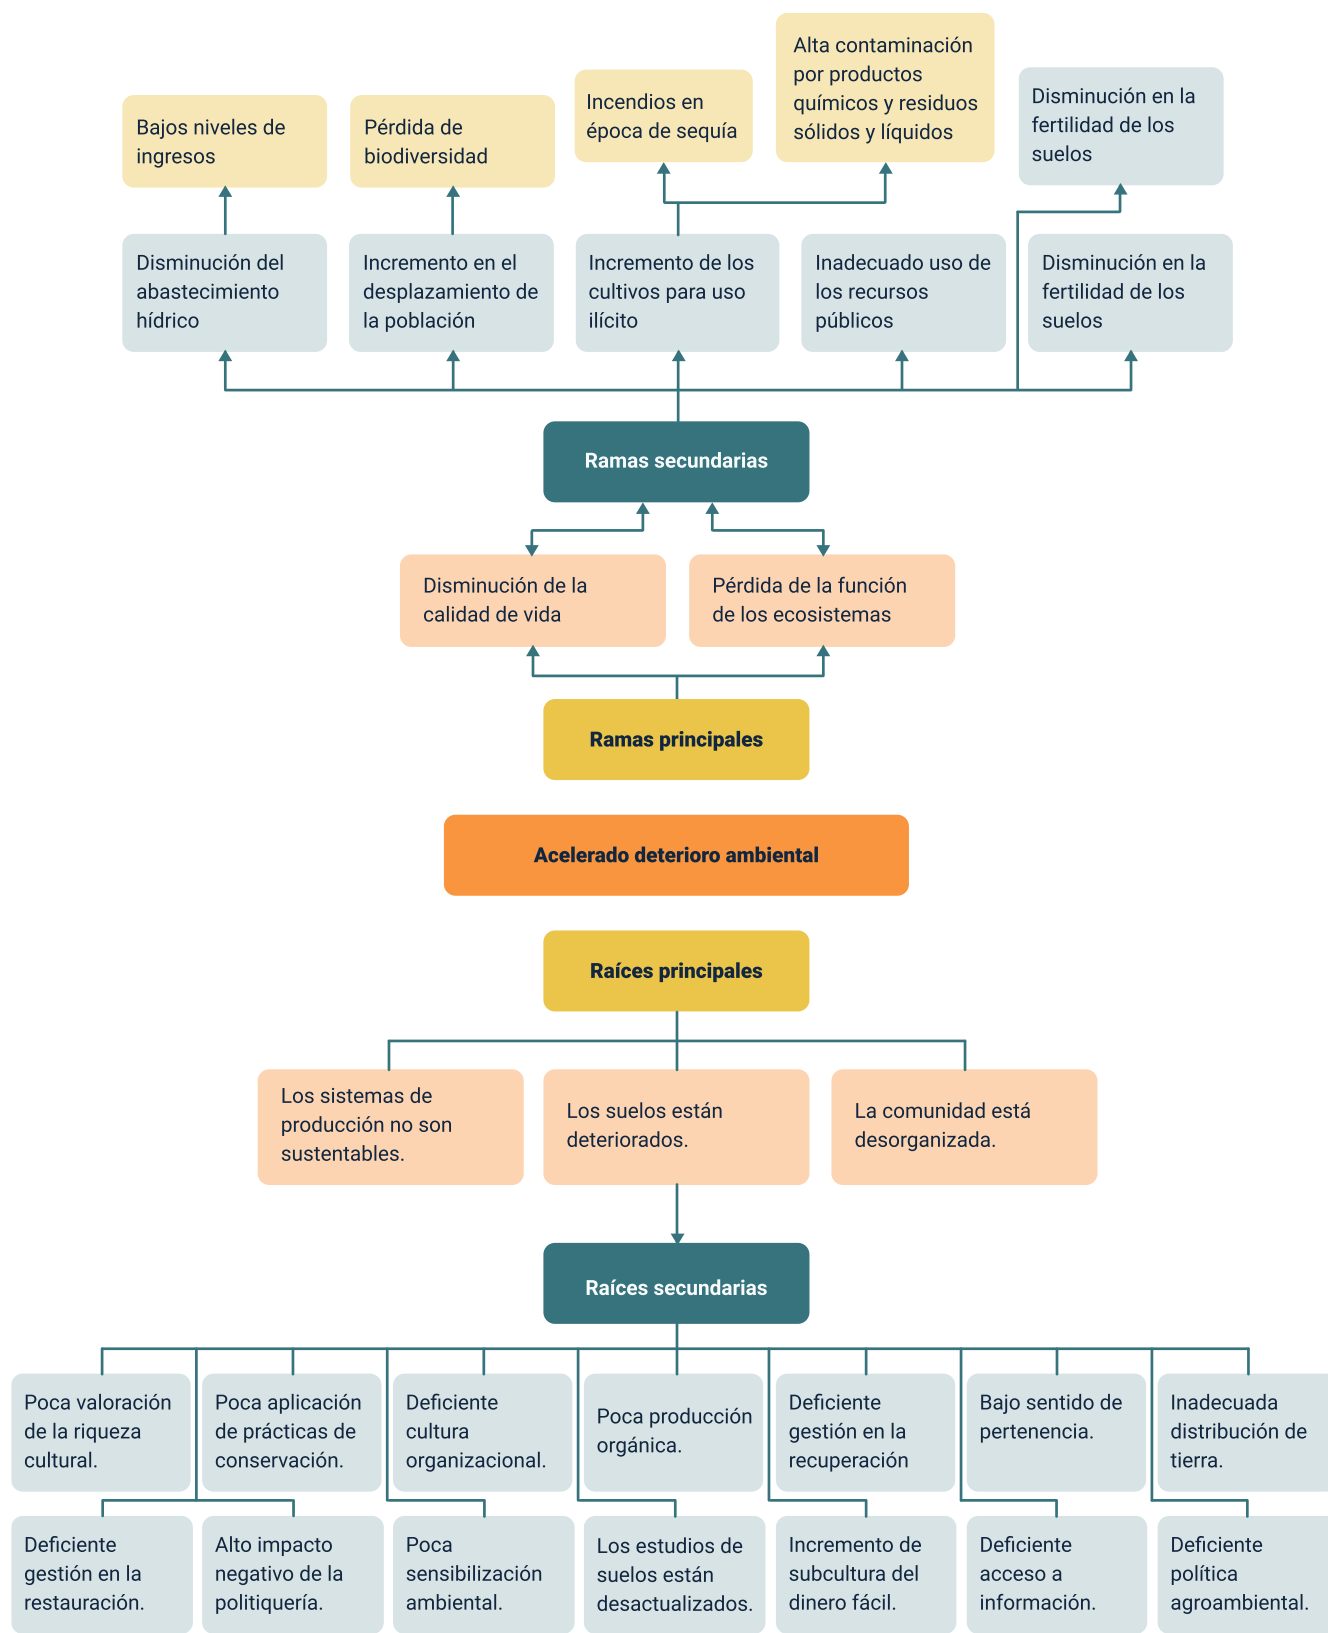 Alta contaminación
por productos
químicos y residuos
sólidos y líquidos
Incendios en
época de sequía
Disminución en la
fertilidad de los
suelos
Bajos niveles de
ingresos
Pérdida de
biodiversidad
Disminución del
abastecimiento
hídrico
Incremento en el
desplazamiento de
la población
Incremento de los
cultivos para uso
ilícito
Inadecuado uso de
los recursos
públicos
Disminución en la
fertilidad de los
suelos
Ramas secundarias
Disminución de la
calidad de vida
Pérdida de la función
de los ecosistemas
Ramas principales
Acelerado deterioro ambiental
Raíces principales
Los sistemas de
producción no son
sustentables.
Los suelos están
deteriorados.
La comunidad está
desorganizada.
Raíces secundarias
Poca valoración
de la riqueza
cultural.
Poca aplicación
de prácticas de
conservación.
Deficiente
cultura
organizacional.
Poca producción
orgánica.
Deficiente
gestión en la
recuperación
Bajo sentido de
pertenencia.
Inadecuada
distribución de
tierra.
Deficiente
gestión en la
restauración.
Alto impacto
negativo de la
politiquería.
Poca
sensibilización
ambiental.
Los estudios de
suelos están
desactualizados.
Incremento de
subcultura del
dinero fácil.
Deficiente
acceso a
información.
Deficiente
política
agroambiental.